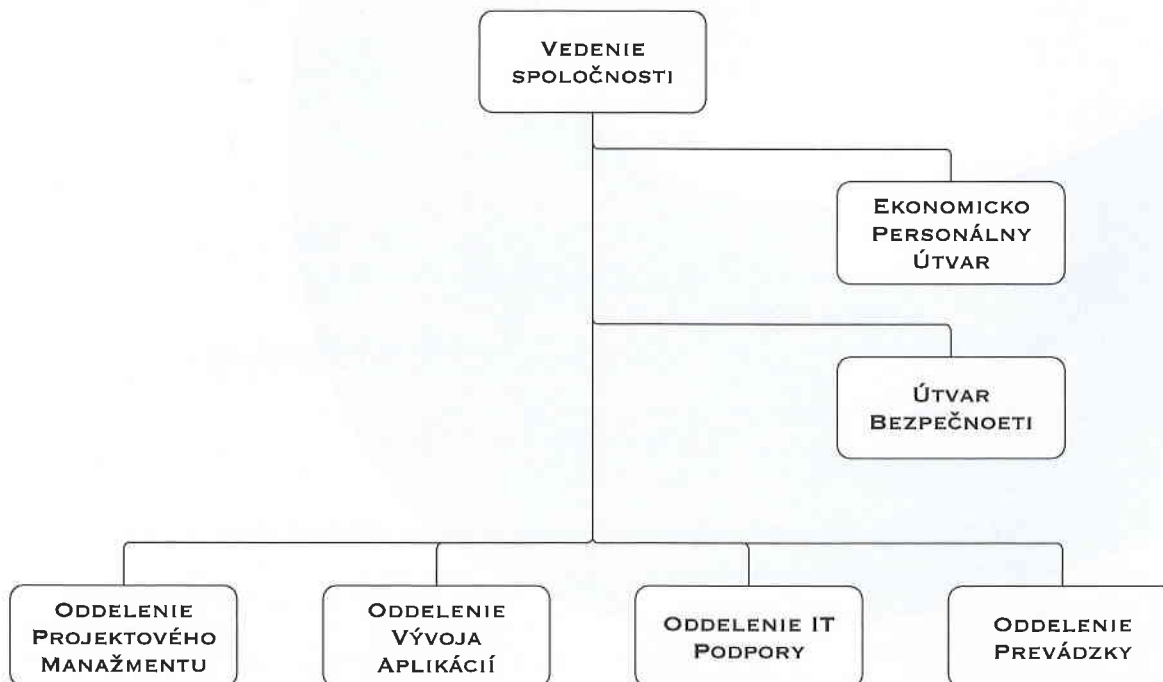 VEDENIE
SPOLOČNOSTI
EKONOMICKO
PERSONÁLNY
ÚTVAR
ÚTVAR
BEZPEČNOETI
ODDELENIE
PROJEKTOVÉHO
MANAŽMENTU
ODDELENIE
VÝVOJA
APLIKÁCIÍ
ODDELENIE IT
PODPORY
ODDELENIE
PREVÁDZKY